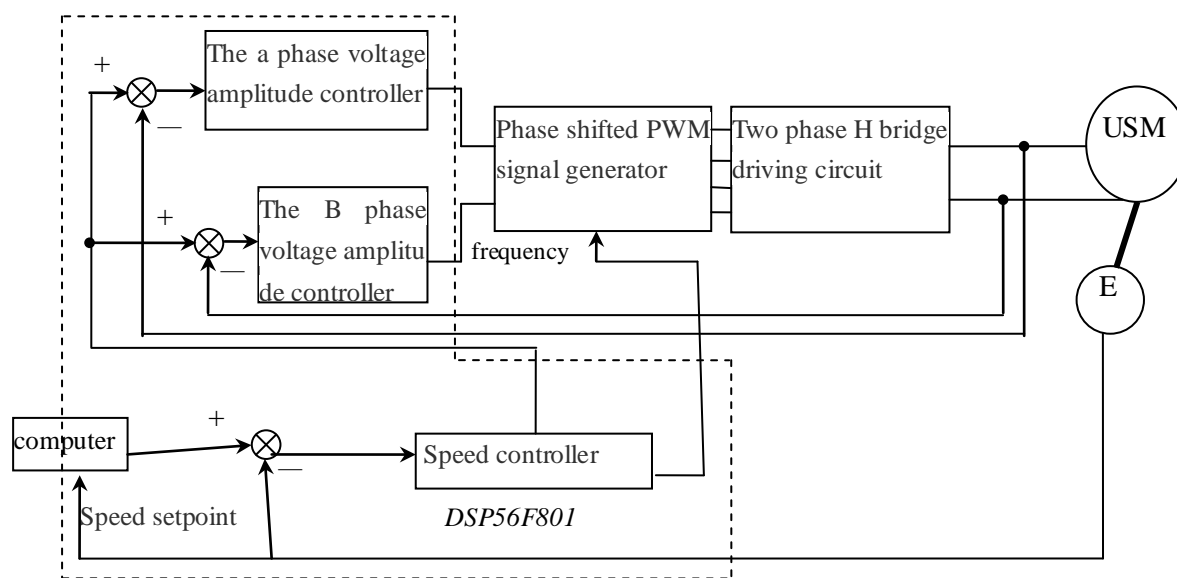 The a phase voltage
amplitude controller
+
—
Phase shifted PWM
signal generator
Two phase H bridge
driving circuit
USM
+
—
The B phase
voltage amplitu
de controller
frequency
E
computer
+
—
Speed controller
Speed setpoint
DSP56F801